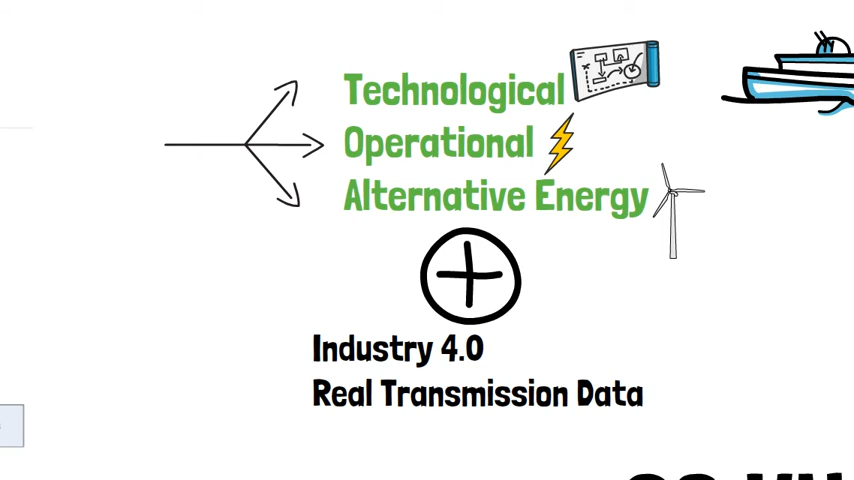 Technological
Operational
Alternative Energy
Industry 4.0
Real Transmission Data